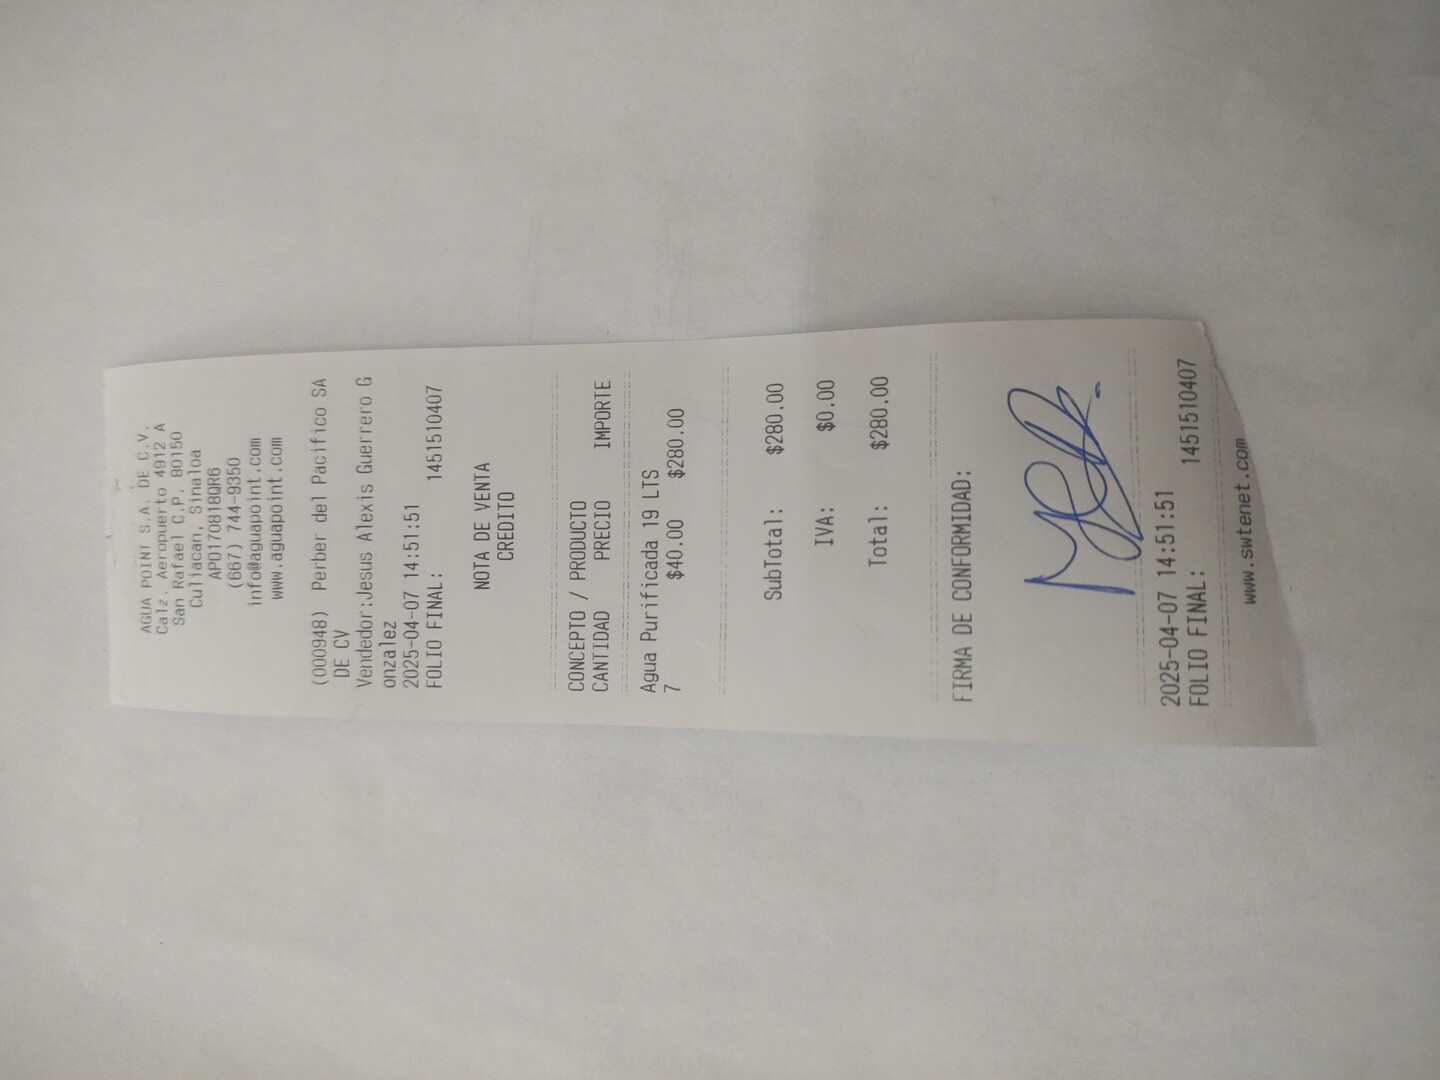 AGUA POINT S.A. DE C.V.
Calz. Aeropuerto 4912 A
San Rafael C.P. 80150
Culiacan, Sinaloa
APO170818QR6
(667) 744-9350
info@aguapoint.com
www.aguapoint.com
(000948) Perber del Pacifico SA
DE CV
Vendedor:Jesus Alexis Guerrero G
onzalez
2025-04-07 14:51:51
FOLIO FINAL: 1451510407
NOTA DE VENTA
CREDITO
CONCEPTO / PRODUCTO
CANTIDAD PRECIO IMPORTE
Agua Purificada 19 LTS
7 $40.00 $280.00
SubTotal: $280.00
IVA: $0.00
Total: $280.00
FIRMA DE CONFORMIDAD:
2025-04-07 14:51:51
FOLIO FINAL: 1451510407
www.swtenet.com